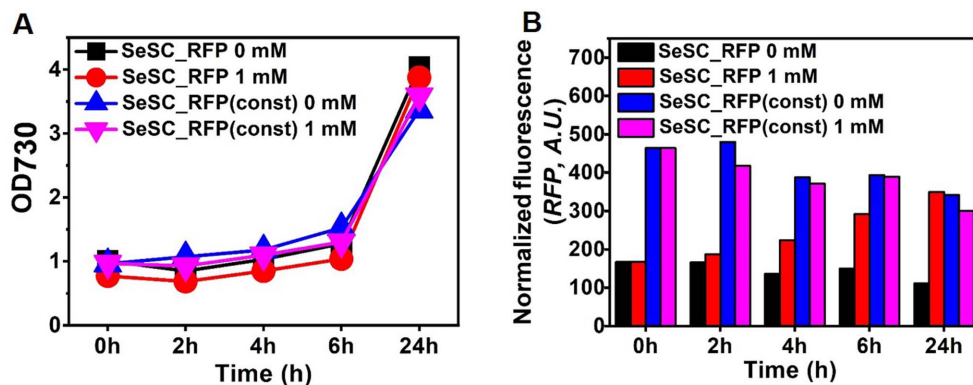 A
SeSC_RFP 0 mM
SeSC_RFP 1 mM
SeSC_RFP(const) 0 mM
SeSC_RFP(const) 1 mM
OD730
4
3
2
1
0
0h 2h 4h 6h 24h
Time (h)
B
SeSC_RFP 0 mM
SeSC_RFP 1 mM
SeSC_RFP(const) 0 mM
SeSC_RFP(const) 1 mM
Normalized fluorescence
(RFP, A.U.)
700
600
500
400
300
200
100
0
0h 2h 4h 6h 24h
Time (h)